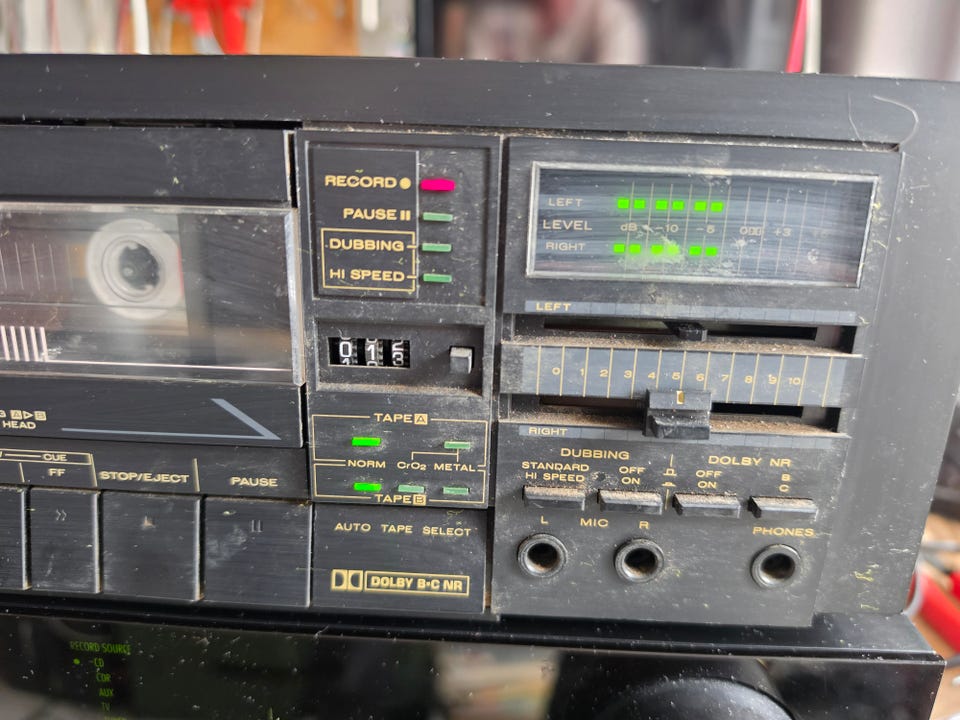 RECORD
PAUSE
DUBBING
HI SPEED
TAPE A
NORM CrO2 METAL
TAPE B
AUTO TAPE SELECT
DOLBY B·C NR
LEFT
LEVEL dB -10 -5 0 +3
RIGHT
LEFT
0 1 2 3 4 5 6 7 8 9 10
RIGHT
DUBBING
STANDARD
HI SPEED
OFF
ON
DOLBY NR
OFF
ON
B
C
L MIC R
PHONES
A▷B
HEAD
CUE
FF
STOP/EJECT
PAUSE
RECORD SOURCE
CD
CDR
AUX
TV